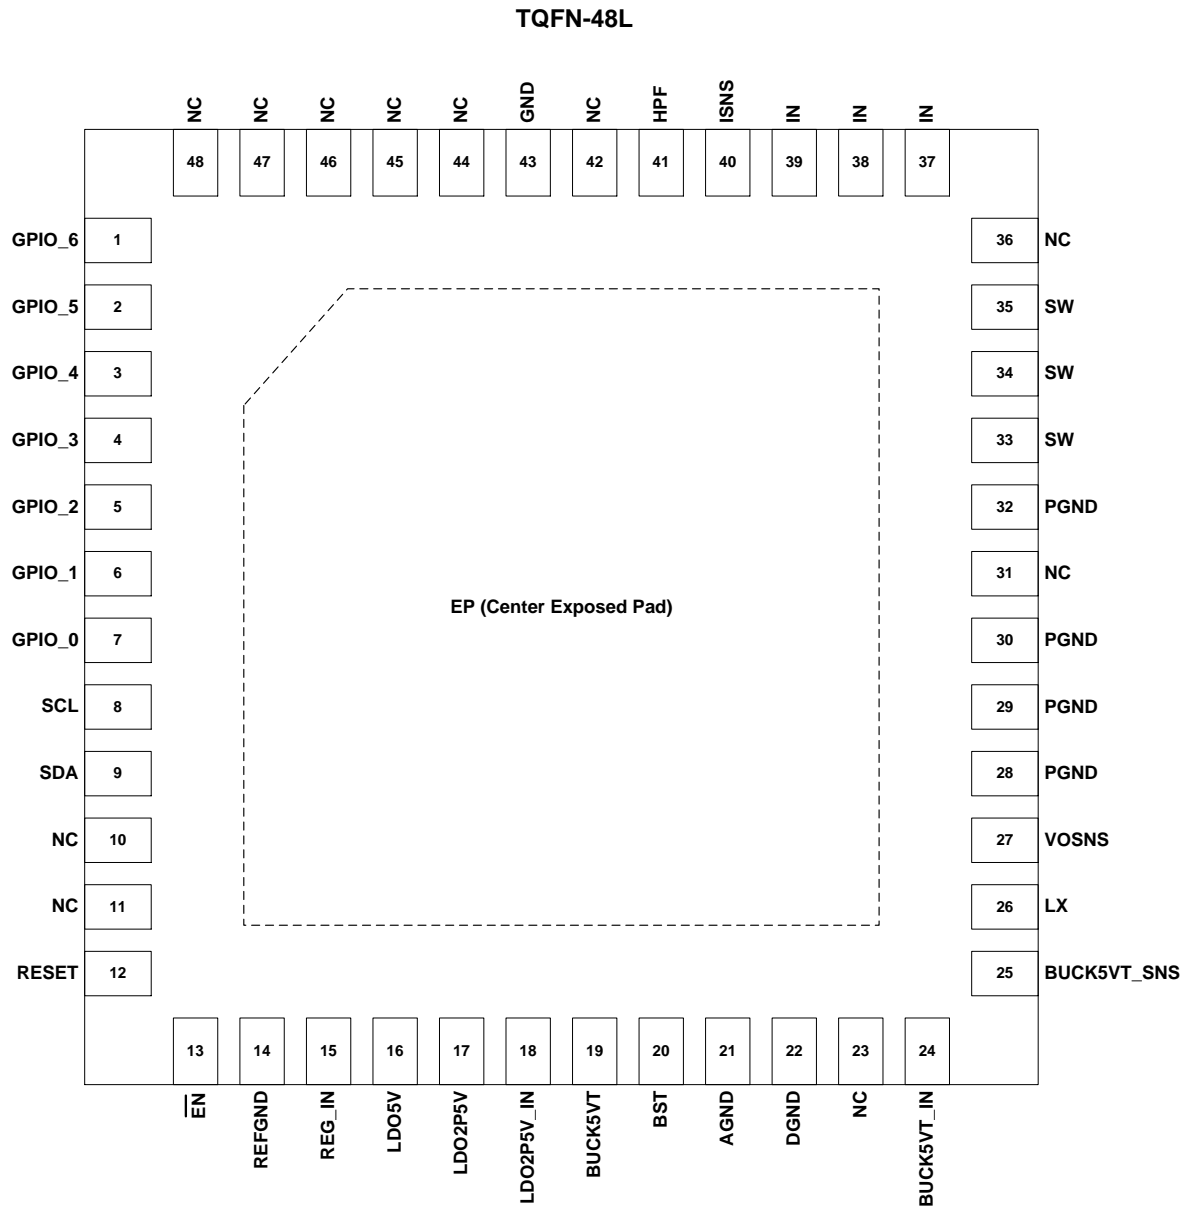 TQFN-48L
NC NC NC NC NC GND NC HPF ISNS IN IN IN
48 47 46 45 44 43 42 41 40 39 38 37
GPIO_6 1 36 NC
GPIO_5 2 35 SW
GPIO_4 3 34 SW
GPIO_3 4 33 SW
GPIO_2 5 32 PGND
GPIO_1 6 31 NC
EP (Center Exposed Pad)
GPIO_0 7 30 PGND
SCL 8 29 PGND
SDA 9 28 PGND
NC 10 27 VOSNS
NC 11 26 LX
RESET 12 25 BUCK5VT_SNS
13 14 15 16 17 18 19 20 21 22 23 24
EN REFGND REG_IN LDO5V LDO2P5V LDO2P5V_IN BUCK5VT BST AGND DGND NC BUCK5VT_IN